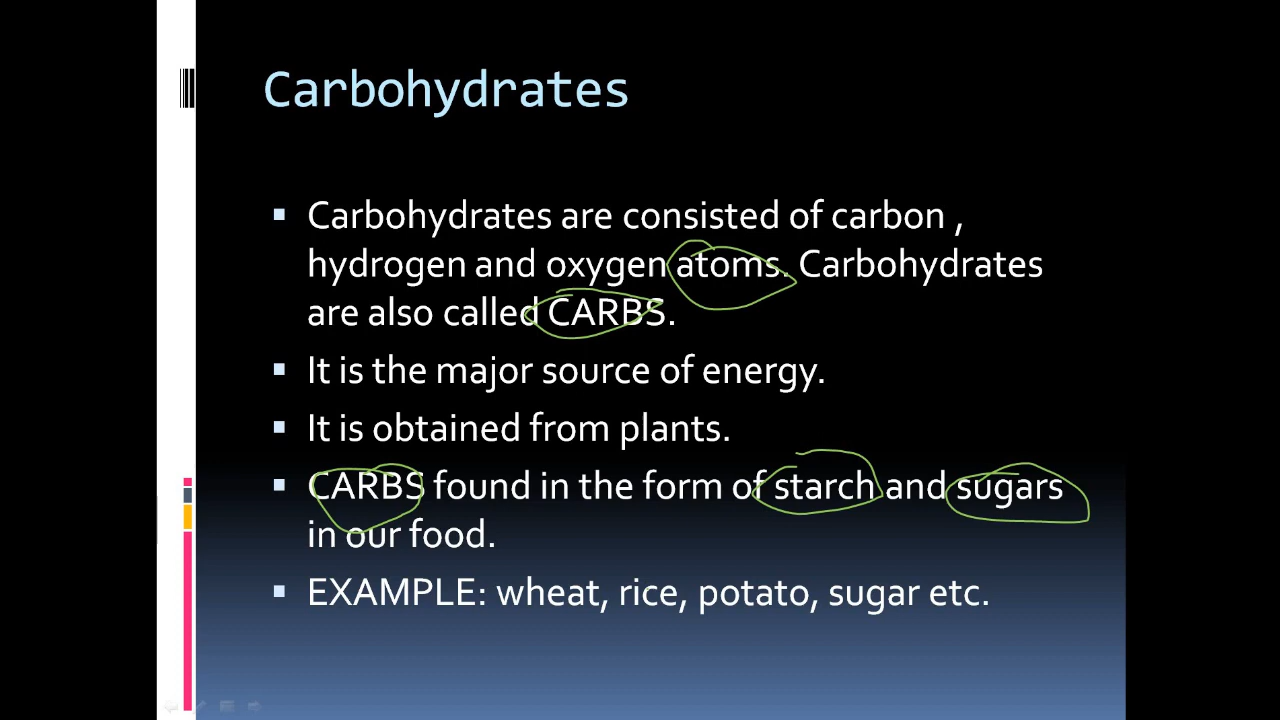 Carbohydrates
▪ Carbohydrates are consisted of carbon ,
hydrogen and oxygen atoms. Carbohydrates
are also called CARBS.
▪ It is the major source of energy.
▪ It is obtained from plants.
▪ CARBS found in the form of starch and sugars
in our food.
▪ EXAMPLE: wheat, rice, potato, sugar etc.